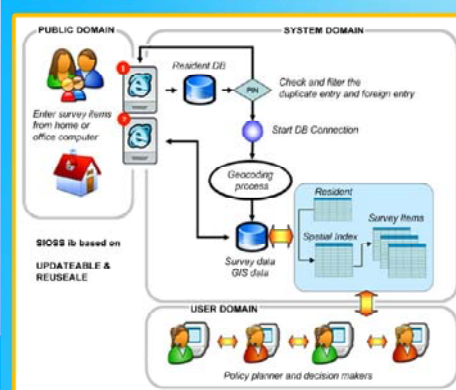 PUBLIC DOMAIN
SYSTEM DOMAIN
1
Resident DB
PIN
Check and filter the
duplicate entry and foreign entry
Enter survey items
from home or
office computer
?
Start DB Connection
Geocoding
process
Resident
Survey Items
Spatial Index
SIOSS ib based on
UPDATEABLE &
REUSEALE
Survey data
GIS data
USER DOMAIN
Policy planner and decision makers